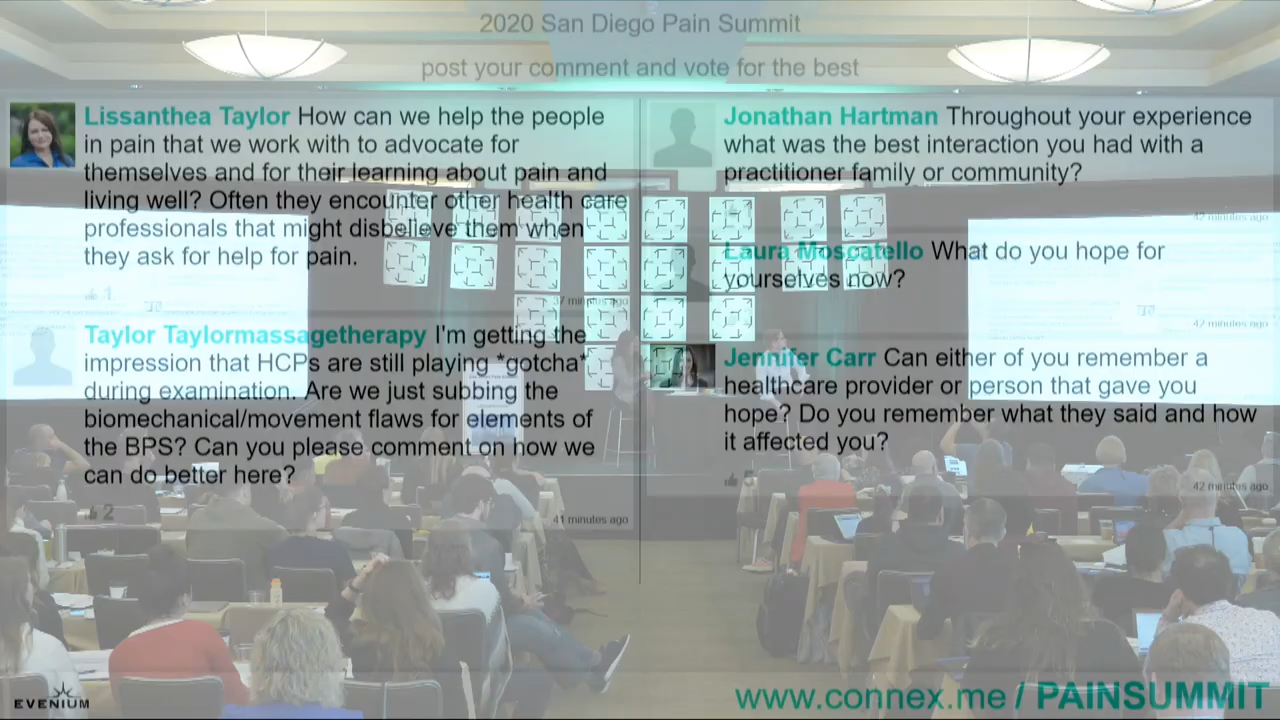 2020 San Diego Pain Summit
post your comment and vote for the best
Lissanthea Taylor How can we help the people
in pain that we work with to advocate for
themselves and for their learning about pain and
living well? Often they encounter other health care
professionals that might disbelieve them when
they ask for help for pain.
1
37 minutes ago
Taylor Taylormassagetherapy I'm getting the
impression that HCPs are still playing *gotcha*
during examination. Are we just subbing the
biomechanical/movement flaws for elements of
the BPS? Can you please comment on how we
can do better here?
2
41 minutes ago
Jonathan Hartman Throughout your experience
what was the best interaction you had with a
practitioner family or community?
42 minutes ago
Laura Moscatello What do you hope for
yourselves now?
42 minutes ago
Jennifer Carr Can either of you remember a
healthcare provider or person that gave you
hope? Do you remember what they said and how
it affected you?
42 minutes ago
EVENIUM
www.connex.me / PAINSUMMIT